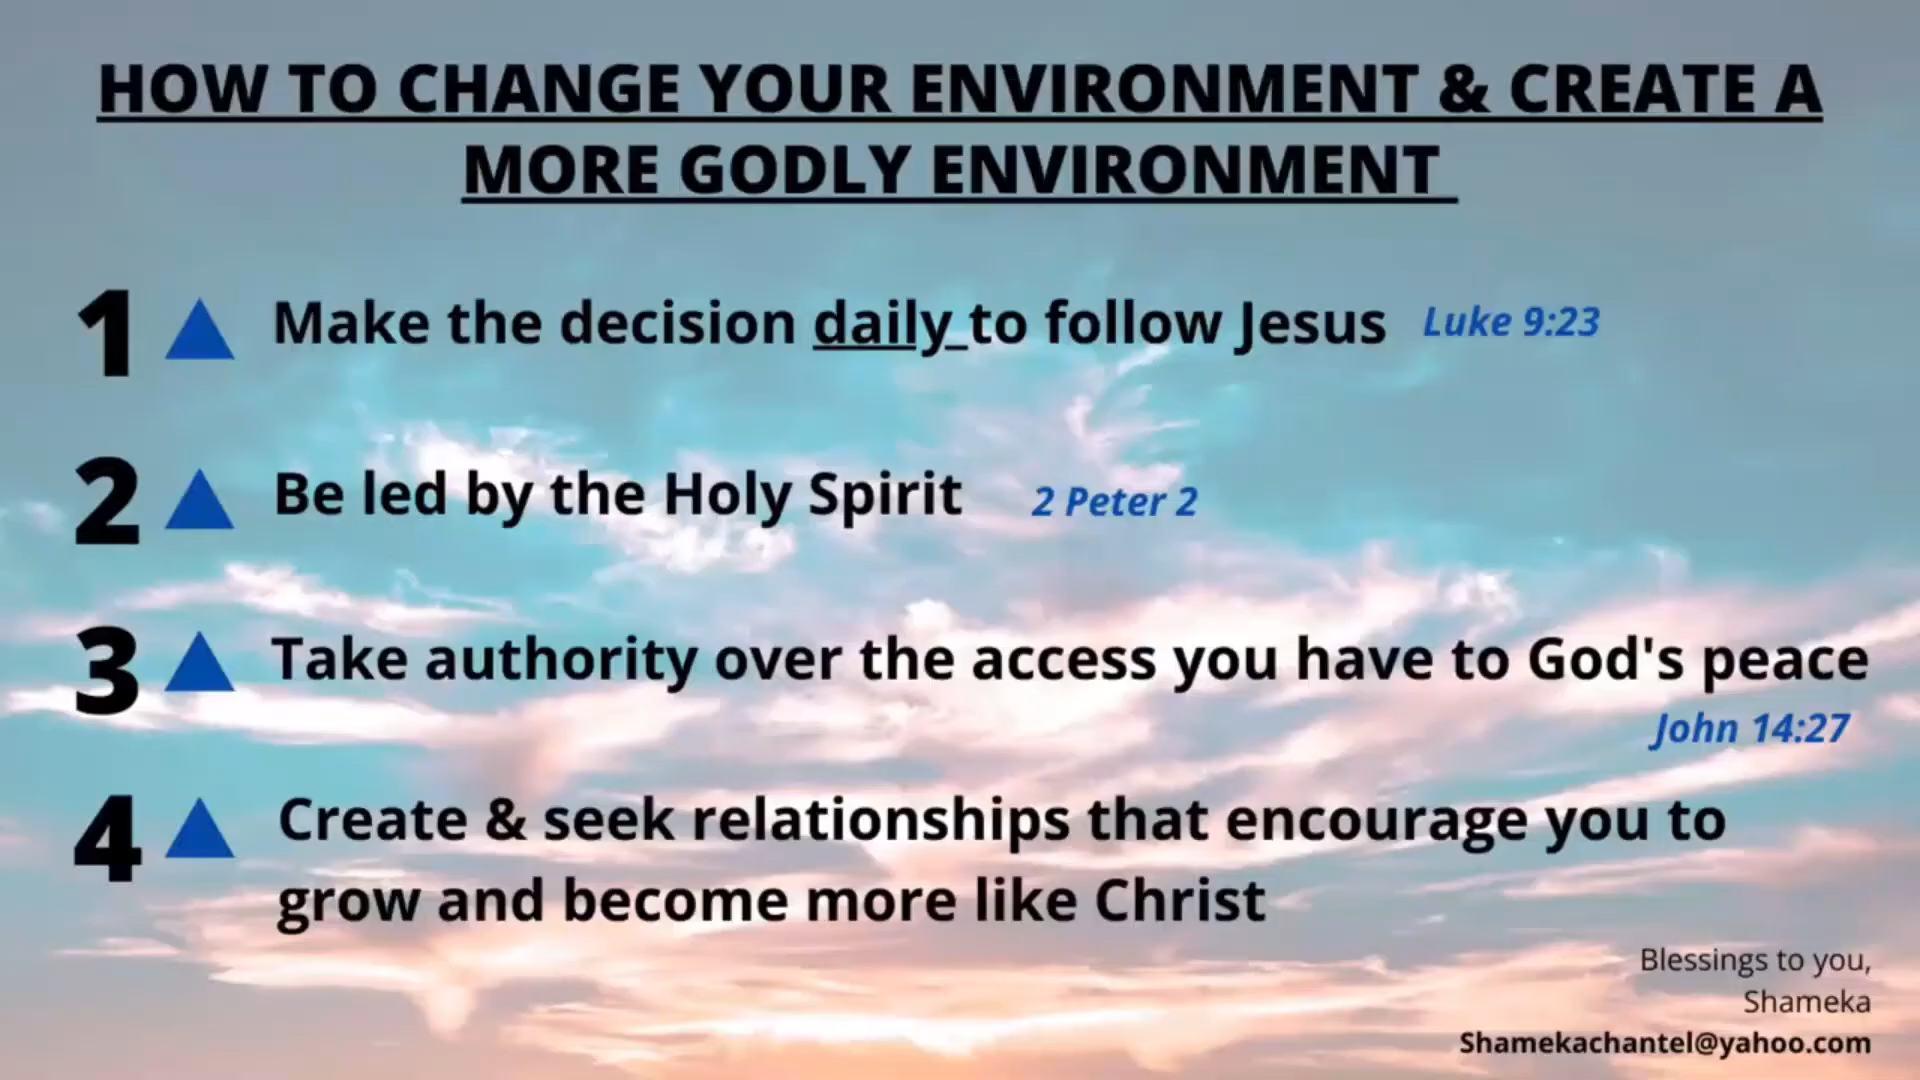 HOW TO CHANGE YOUR ENVIRONMENT & CREATE A
MORE GODLY ENVIRONMENT
1 Make the decision daily to follow Jesus Luke 9:23
2 Be led by the Holy Spirit 2 Peter 2
3 Take authority over the access you have to God's peace
John 14:27
4 Create & seek relationships that encourage you to
grow and become more like Christ
Blessings to you,
Shameka
Shamekachantel@yahoo.com